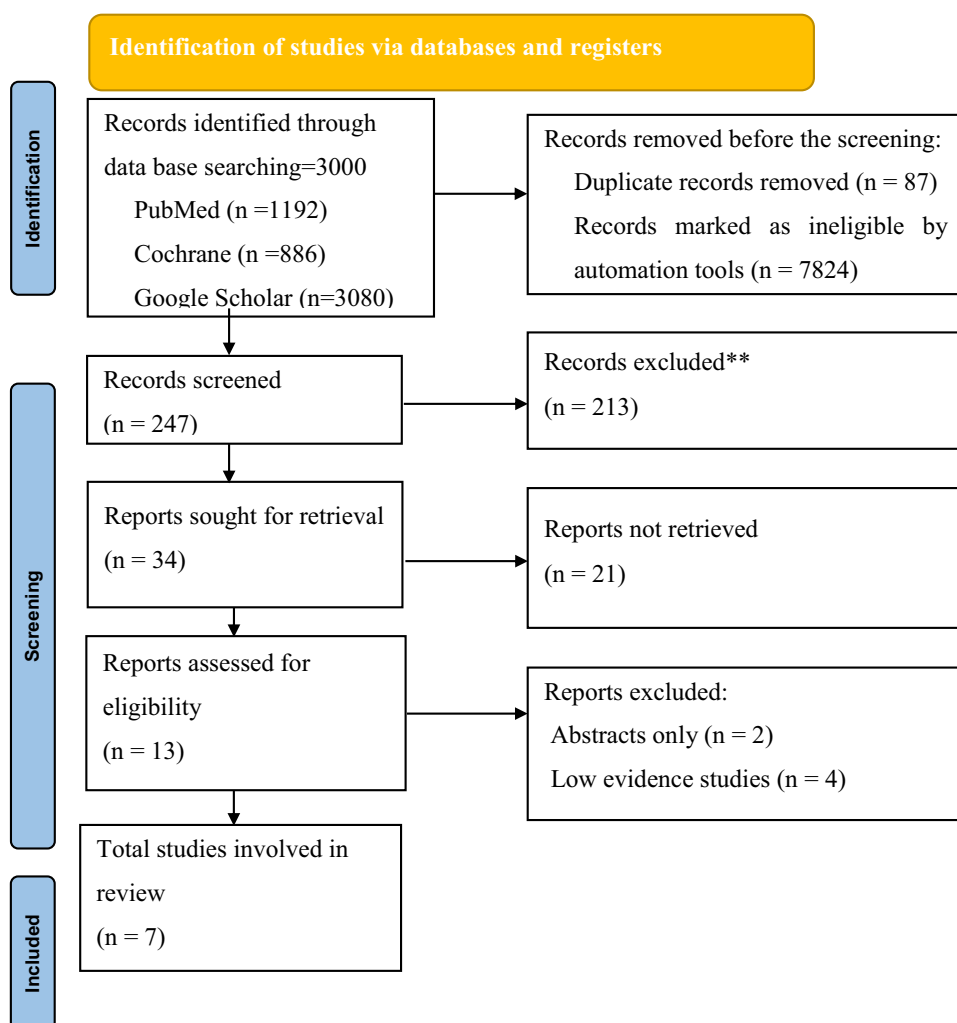 Identification of studies via databases and registers
Identification
Records identified through
data base searching=3000
PubMed (n =1192)
Cochrane (n =886)
Google Scholar (n=3080)
Records removed before the screening:
Duplicate records removed (n = 87)
Records marked as ineligible by
automation tools (n = 7824)
Screening
Records screened
(n = 247)
Records excluded**
(n = 213)
Reports sought for retrieval
(n = 34)
Reports not retrieved
(n = 21)
Reports assessed for
eligibility
(n = 13)
Reports excluded:
Abstracts only (n = 2)
Low evidence studies (n = 4)
Included
Total studies involved in
review
(n = 7)